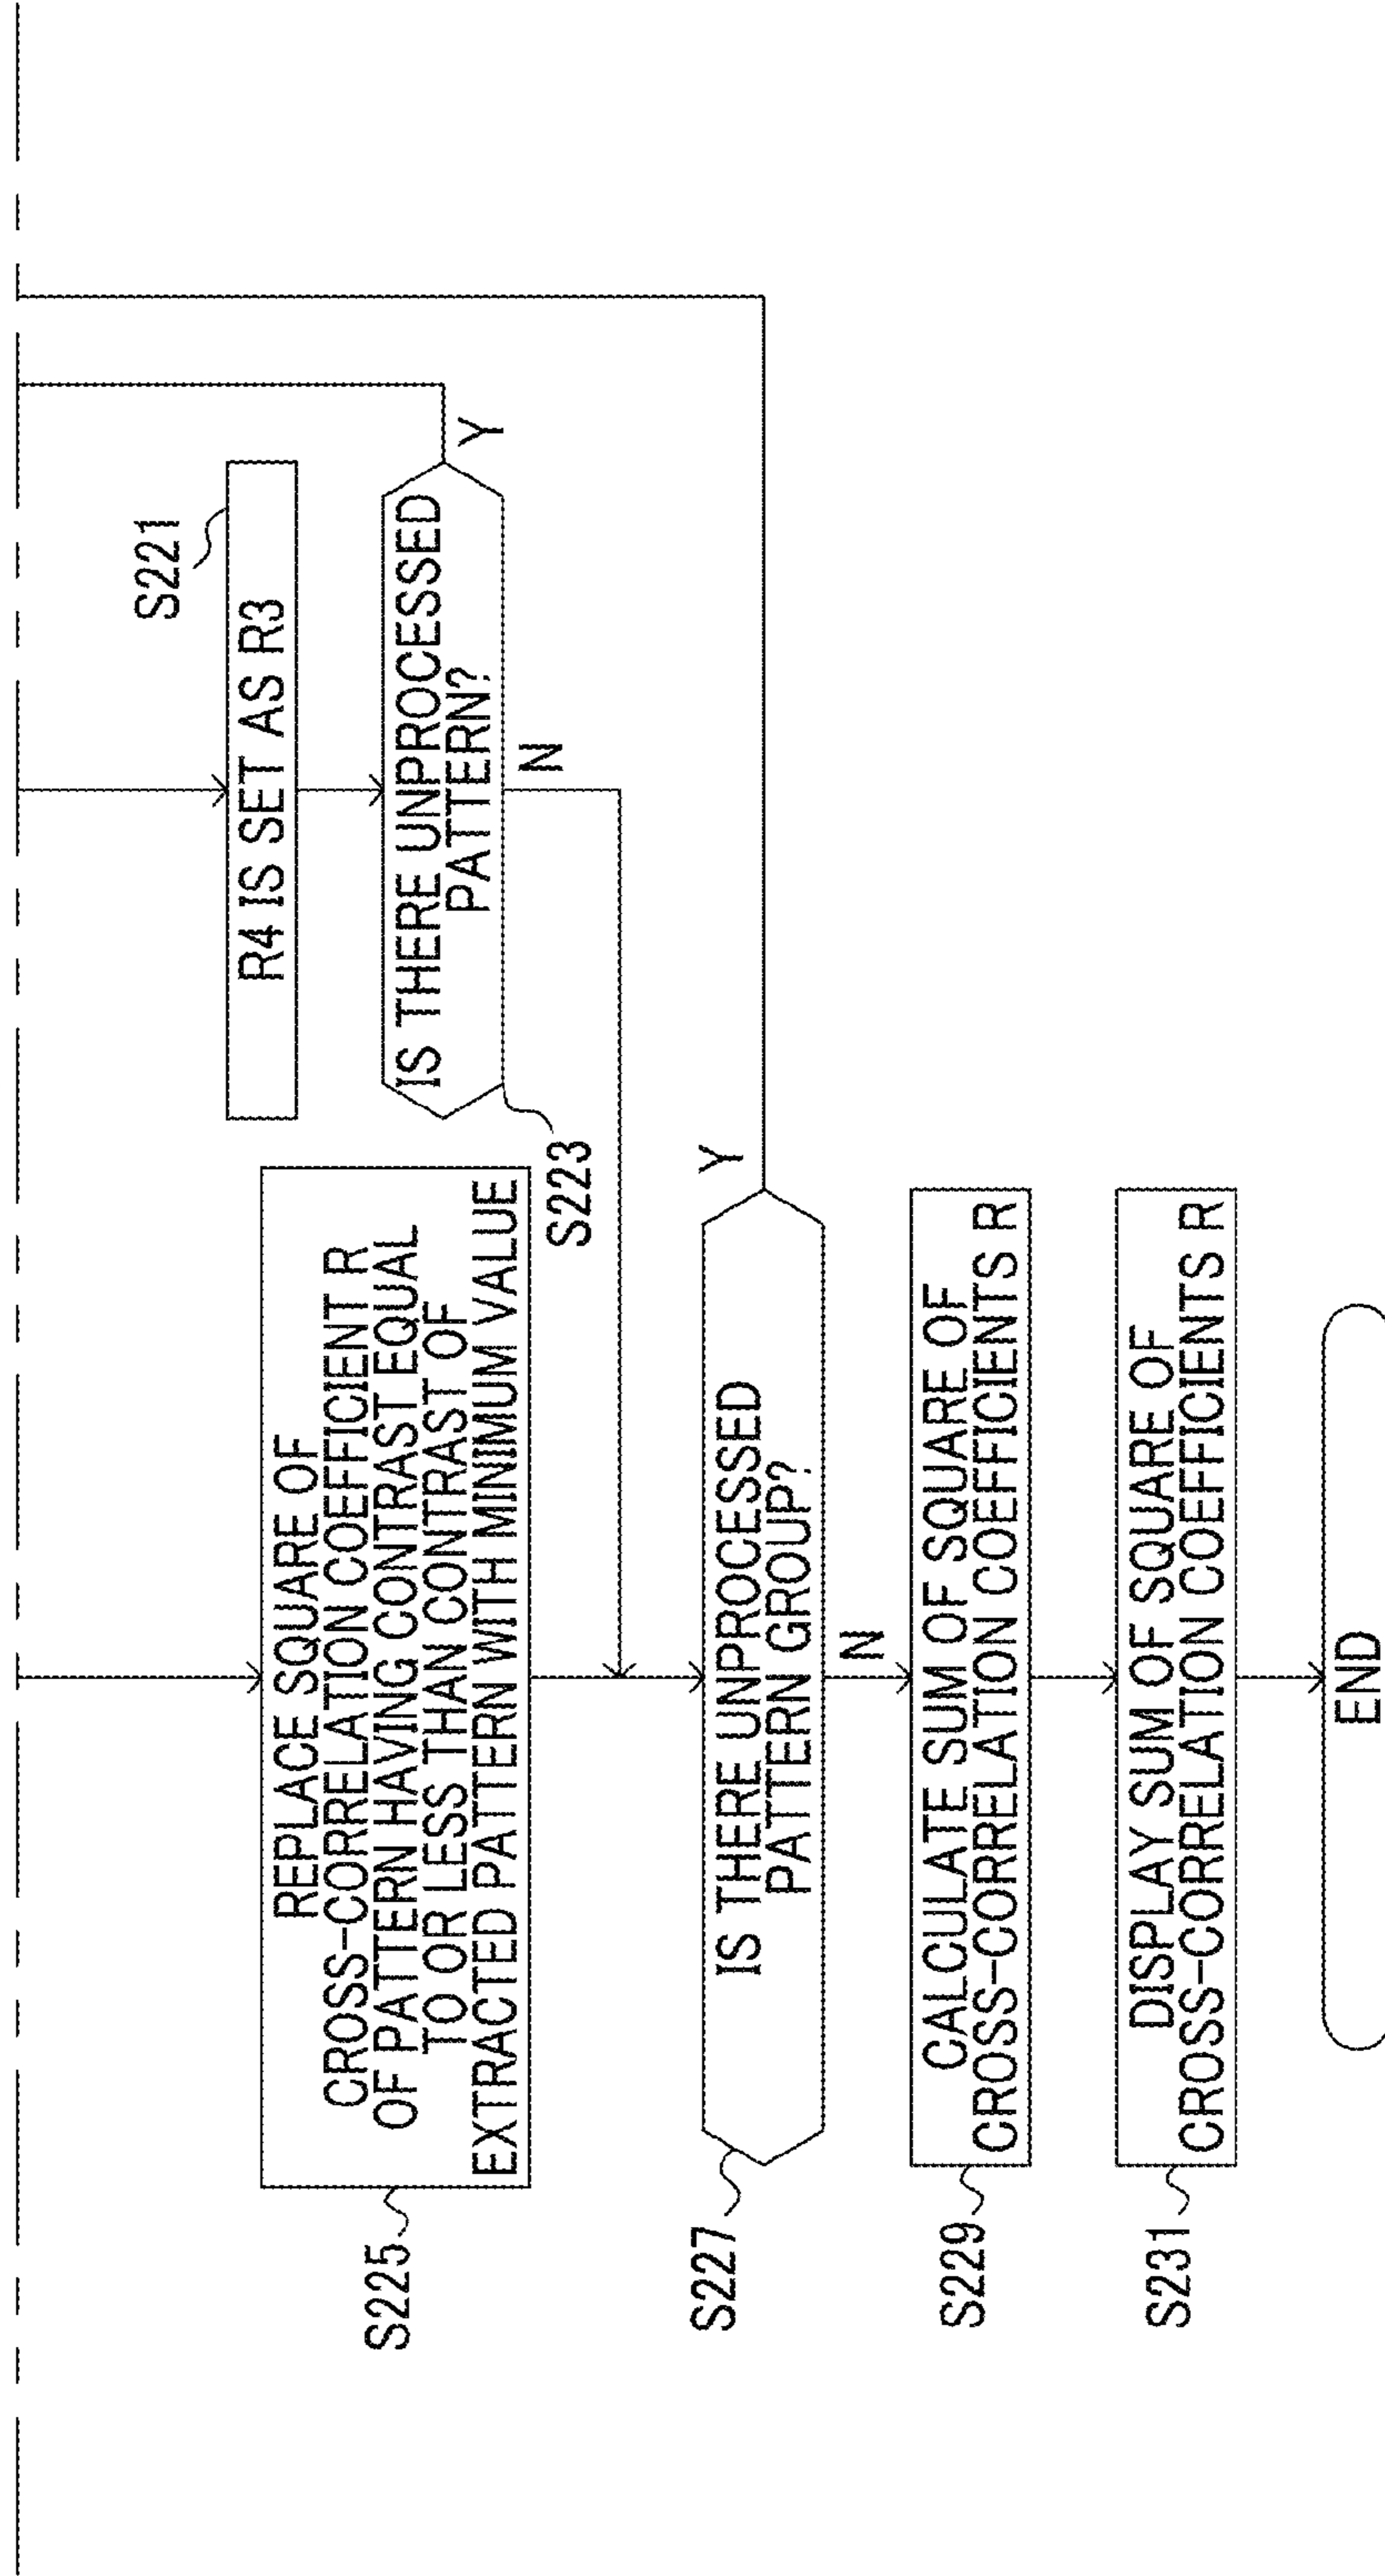 S221
R4 IS SET AS R3
IS THERE UNPROCESSED
PATTERN?
Y
N
S223
S225
REPLACE SQUARE OF
CROSS-CORRELATION COEFFICIENT R
OF PATTERN HAVING CONTRAST EQUAL
TO OR LESS THAN CONTRAST OF
EXTRACTED PATTERN WITH MINIMUM VALUE
S227
IS THERE UNPROCESSED
PATTERN GROUP?
Y
N
S229
CALCULATE SUM OF SQUARE OF
CROSS-CORRELATION COEFFICIENTS R
S231
DISPLAY SUM OF SQUARE OF
CROSS-CORRELATION COEFFICIENTS R
END